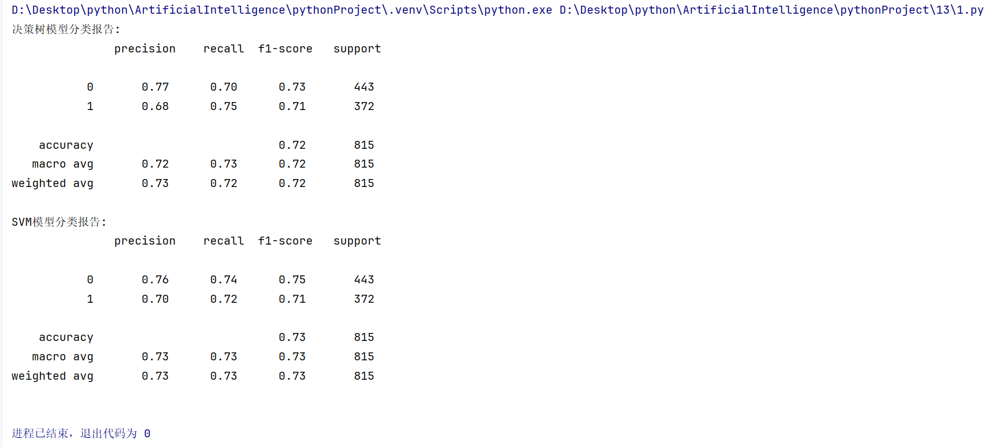 D:\Desktop\python\ArtificialIntelligence\pythonProject\.venv\Scripts\python.exe D:\Desktop\python\ArtificialIntelligence\pythonProject\13\1.py
决策树模型分类报告:
precision recall f1-score support
0 0.77 0.70 0.73 443
1 0.68 0.75 0.71 372
accuracy 0.72 815
macro avg 0.72 0.73 0.72 815
weighted avg 0.73 0.72 0.72 815
SVM模型分类报告:
precision recall f1-score support
0 0.76 0.74 0.75 443
1 0.70 0.72 0.71 372
accuracy 0.73 815
macro avg 0.73 0.73 0.73 815
weighted avg 0.73 0.73 0.73 815
进程已结束，退出代码为 0